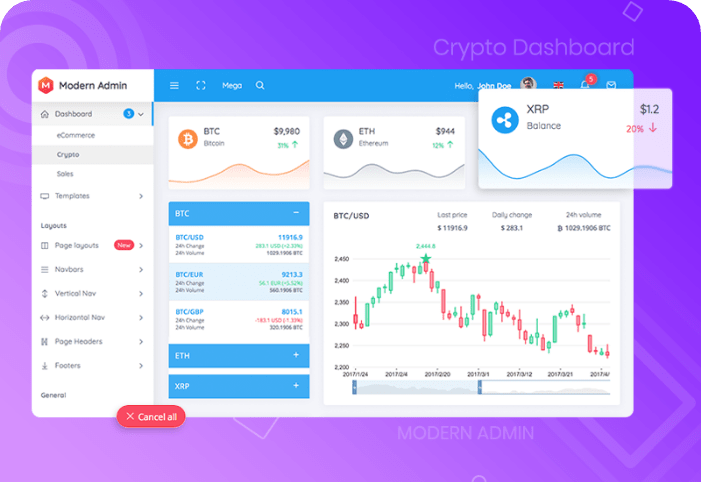 Crypto Dashboard
Modern Admin
Mega
Hello, John Doe
5
Dashboard
3
eCommerce
Crypto
Sales
Templates
Layouts
Page layouts
New
Navbars
Vertical Nav
Horizontal Nav
Page Headers
Footers
General
Cancel all
BTC
$9,980
Bitcoin
31%
ETH
$944
Ethereum
12%
XRP
$1.2
Balance
20%
BTC
BTC/USD
11916.9
24h Change
283.1 USD (+2.33%)
24h Volume
1029.1906 BTC
BTC/EUR
9213.3
24h Change
56.1 EUR (+1.52%)
24h Volume
560.1906 BTC
BTC/GBP
8015.1
24h Change
-183.1 USD (-1.33%)
24h Volume
320.1906 BTC
ETH
XRP
BTC/USD
Last price
Daily change
24h volume
$ 11916.9
$ 283.1
1029.1906 BTC
2,444.8
2,450
2,400
2,350
2,300
2,250
2,200
2017/1/24
2017/2/4
2017/2/20
2017/3/3
2017/3/15
2017/4/
MODERN ADMIN